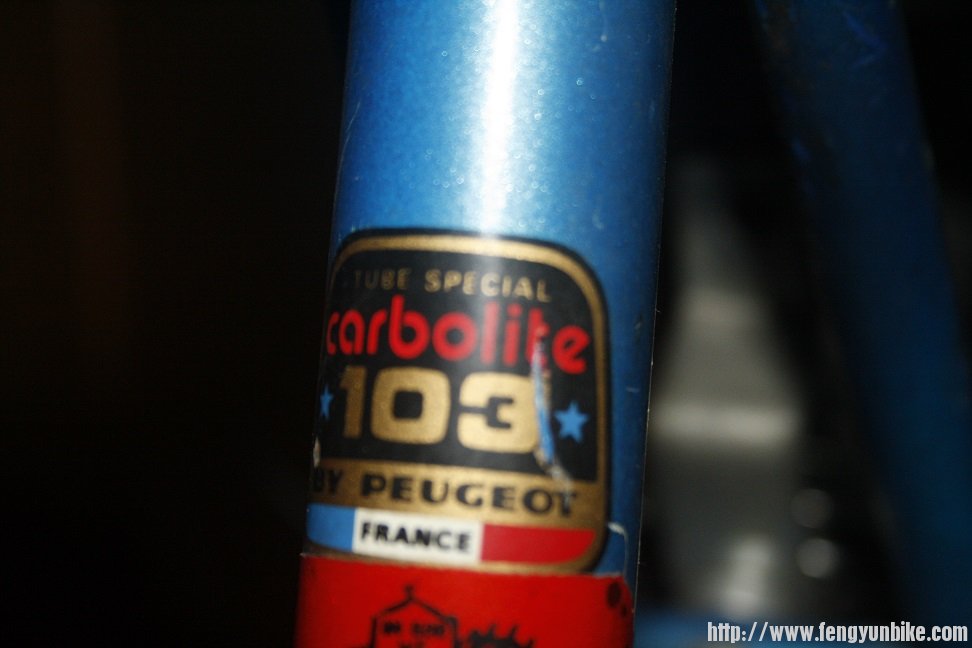 TUBE SPECIAL
carbolite
103
BY PEUGEOT
FRANCE
http://www.fengyunbike.com